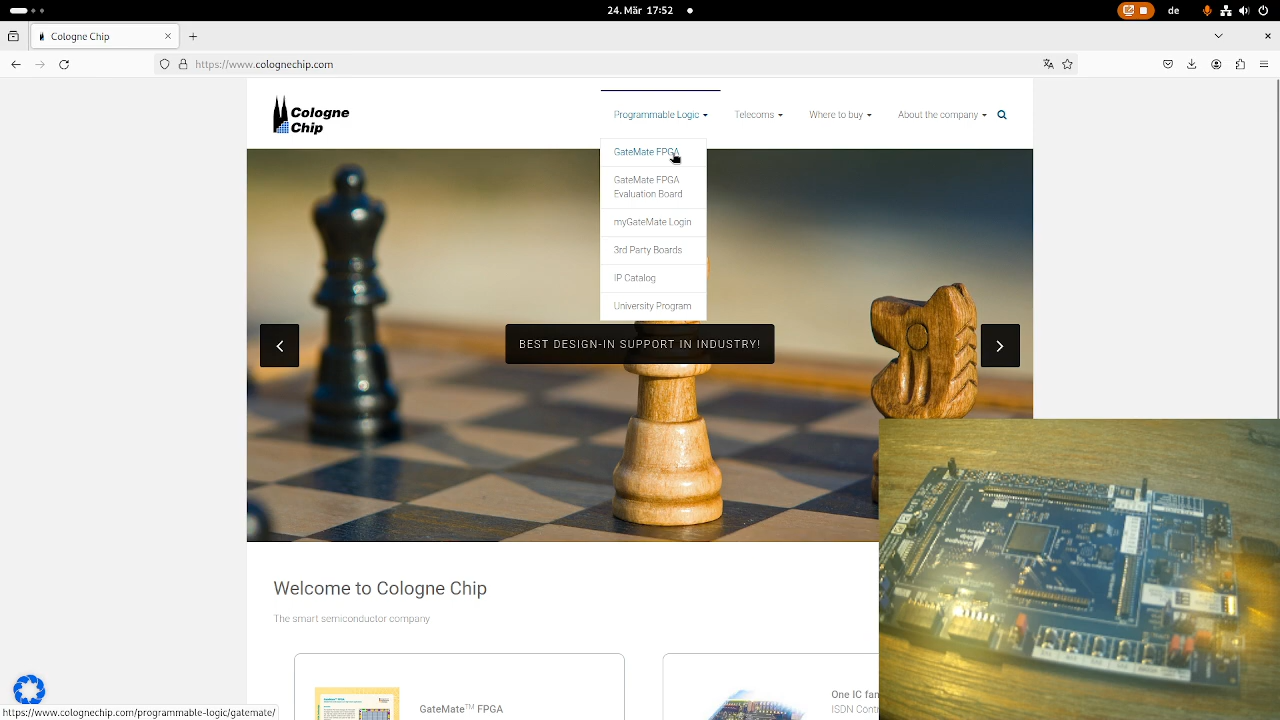 24. Mär 17:52
de
Cologne Chip
https://www.colognechip.com
Cologne
Chip
Programmable Logic
Telecoms
Where to buy
About the company
GateMate FPGA
GateMate FPGA
Evaluation Board
myGateMate Login
3rd Party Boards
IP Catalog
University Program
BEST DESIGN-IN SUPPORT IN INDUSTRY!
Welcome to Cologne Chip
The smart semiconductor company
GateMate™ FPGA
One IC fan
ISDN Contr
https://www.colognechip.com/programmable-logic/gatemate/